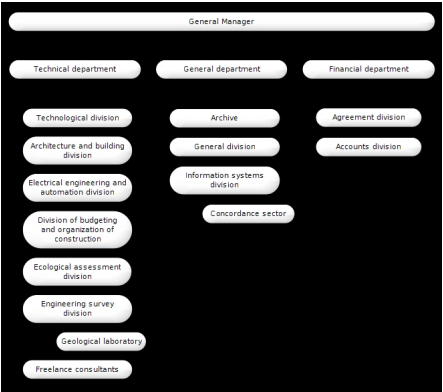 General Manager
Technical department
General department
Financial department
Technological division
Architecture and building
division
Electrical engineering and
automation division
Division of budgeting
and organization of
construction
Ecological assessment
division
Engineering survey
division
Geological laboratory
Freelance consultants
Archive
General division
Information systems
division
Concordance sector
Agreement division
Accounts division